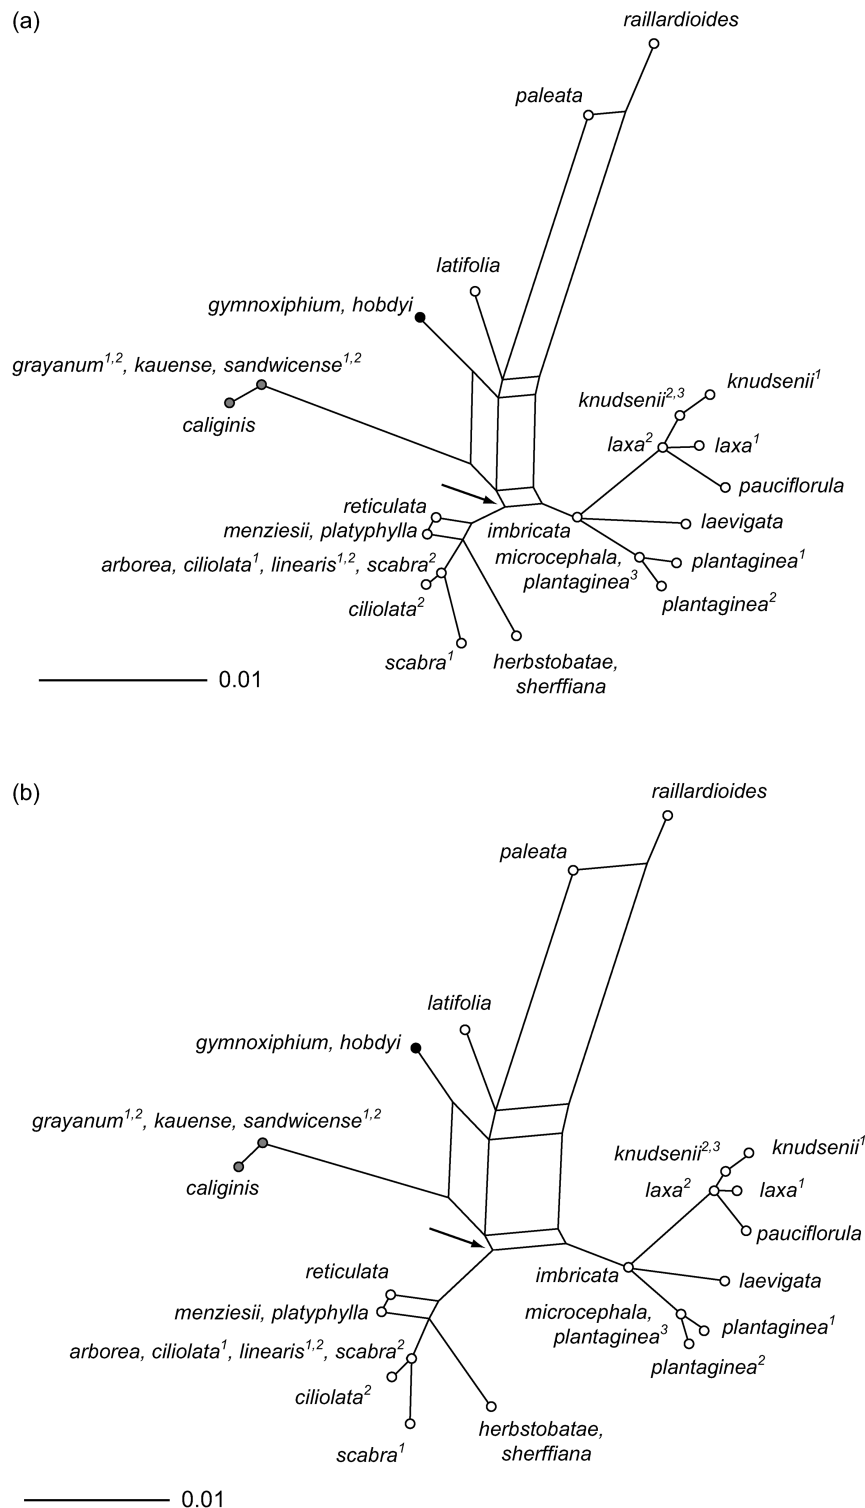 (a)
raillardioides
paleata
latifolia
gymnoxiphium, hobdyi
grayanum1,2, kauense, sandwicense1,2
caliginis
knudsenii1
knudsenii2,3
laxa2
laxa1
pauciflorula
reticulata
imbricata
laevigata
menziesii, platyphylla
microcephala,
plantaginea3
plantaginea1
arborea, ciliolata1, linearis1,2, scabra2
ciliolata2
plantaginea2
scabra1
herbstobatae,
sherffiana
0.01
(b)
raillardioides
paleata
latifolia
gymnoxiphium, hobdyi
grayanum1,2, kauense, sandwicense1,2
caliginis
knudsenii1
knudsenii2,3
laxa2
laxa1
pauciflorula
reticulata
imbricata
laevigata
menziesii, platyphylla
microcephala,
plantaginea3
plantaginea1
arborea, ciliolata1, linearis1,2, scabra2
plantaginea2
ciliolata2
scabra1
herbstobatae,
sherffiana
0.01